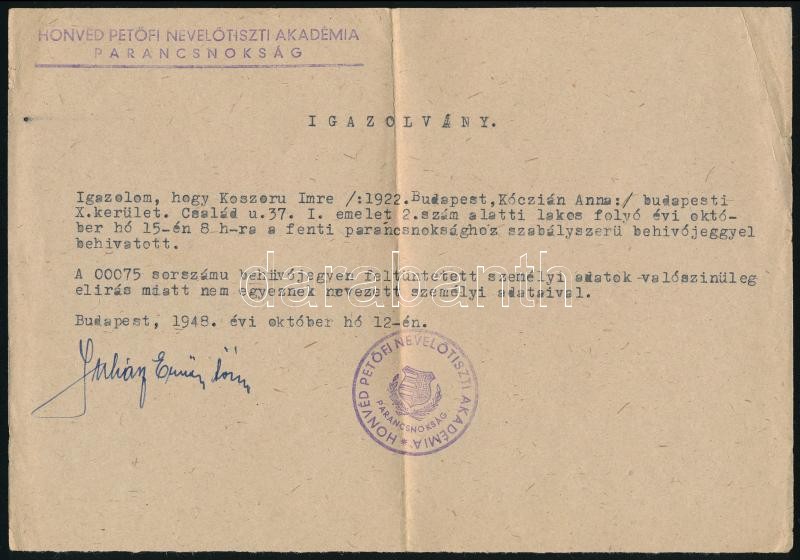 HONVÉD PETŐFI NEVELŐTISZTI AKADÉMIA
PARANCSNOKSÁG
IGAZOLVÁNY.
Igazolom, hogy Koszoru Imre /:1922.Budapest,Kóczián Anna:/ budapesti
X.kerület. Család u.37. I. emelet 2.szám alatti lakos folyó évi októ-
ber hó 15-én 8 h-ra a fenti parancsnoksághoz szabályszerü behivójeggyel
behivatott.
A 00075 sorszámu behivójegyen feltüntetett személyi adatok valószinüleg
elirás miatt nem egyeznek nevezett személyi adataival.
Budapest, 1948. évi október hó 12-én.
HONVÉD PETŐFI NEVELŐTISZTI AKADÉMIA *
PARANCSNOKSÁG
darabanth